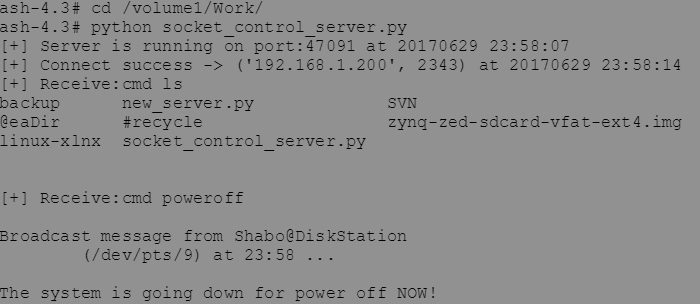 ash-4.3# cd /volume1/Work/
ash-4.3# python socket_control_server.py
[+] Server is running on port:47091 at 20170629 23:58:07
[+] Connect success -> ('192.168.1.200', 2343) at 20170629 23:58:14
[+] Receive:cmd ls
backup new_server.py SVN
@eaDir #recycle zynq-zed-sdcard-vfat-ext4.img
linux-xlnx socket_control_server.py
[+] Receive:cmd poweroff
Broadcast message from Shabo@DiskStation
(/dev/pts/9) at 23:58 ...
The system is going down for power off NOW!